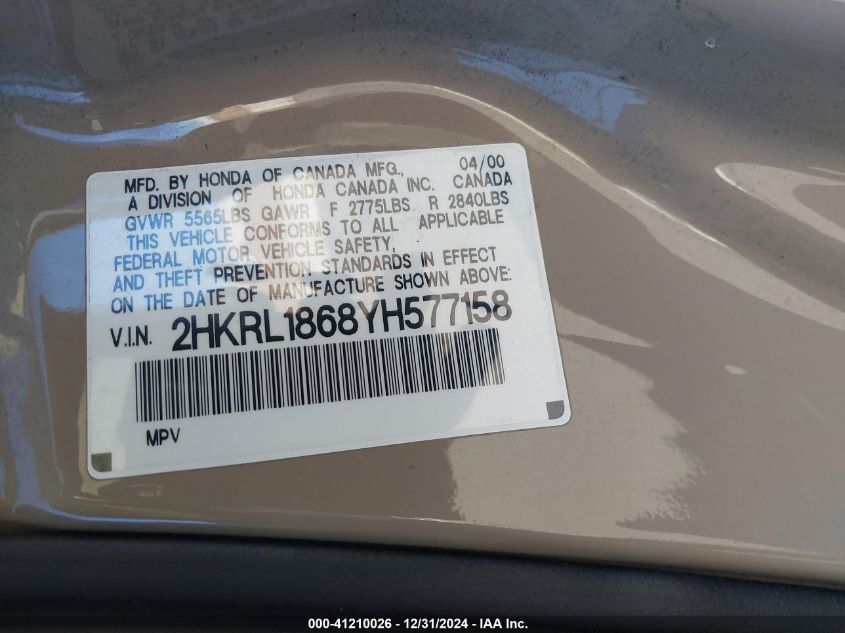 MFD. BY HONDA OF CANADA MFG., 04/00
A DIVISION OF HONDA CANADA INC. CANADA
GVWR 5565LBS GAWR F 2775LBS R 2840LBS
THIS VEHICLE CONFORMS TO ALL APPLICABLE
FEDERAL MOTOR VEHICLE SAFETY,
AND THEFT PREVENTION STANDARDS IN EFFECT
ON THE DATE OF MANUFACTURE SHOWN ABOVE:
V.I.N. 2HKRL1868YH577158
MPV
000-41210026 - 12/31/2024 - IAA Inc.